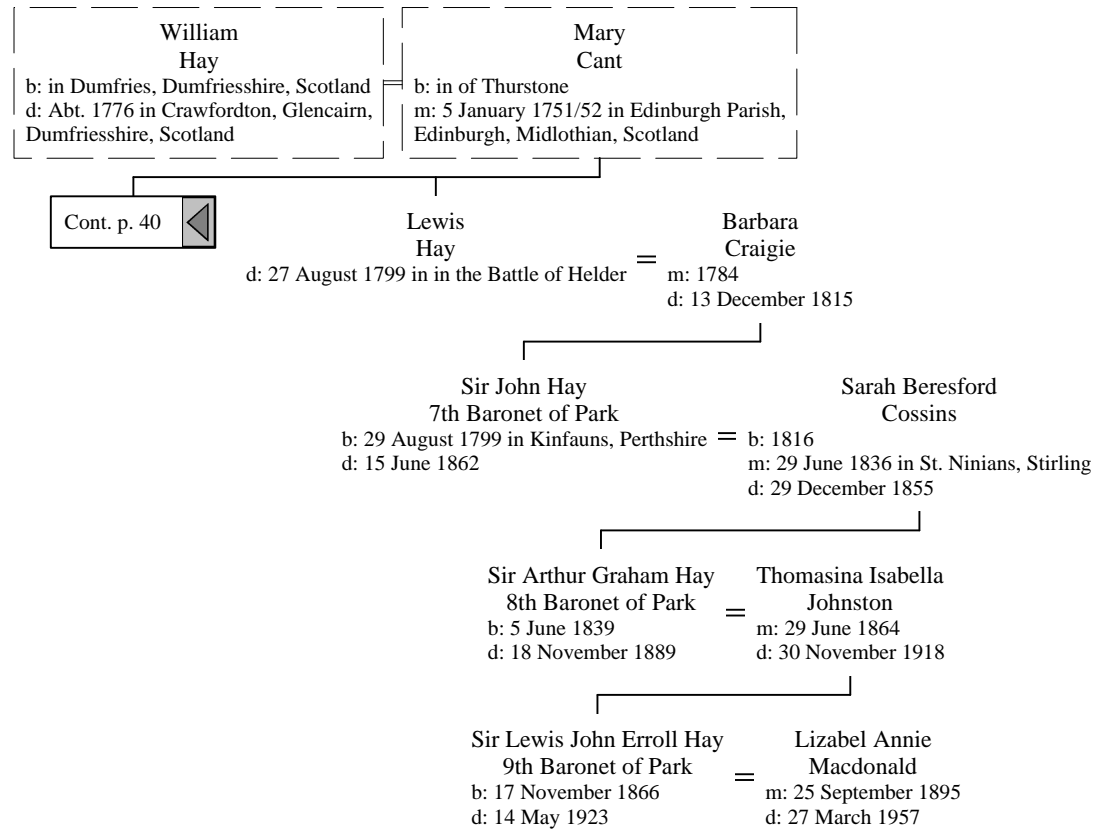 William
Hay
b: in Dumfries, Dumfriesshire, Scotland
d: Abt. 1776 in Crawfordton, Glencairn,
Dumfriesshire, Scotland
=
Mary
Cant
b: in of Thurstone
m: 5 January 1751/52 in Edinburgh Parish,
Edinburgh, Midlothian, Scotland
Cont. p. 40
Lewis
Hay
d: 27 August 1799 in in the Battle of Helder
=
Barbara
Craigie
m: 1784
d: 13 December 1815
Sir John Hay
7th Baronet of Park
b: 29 August 1799 in Kinfauns, Perthshire
d: 15 June 1862
=
Sarah Beresford
Cossins
b: 1816
m: 29 June 1836 in St. Ninians, Stirling
d: 29 December 1855
Sir Arthur Graham Hay
8th Baronet of Park
b: 5 June 1839
d: 18 November 1889
=
Thomasina Isabella
Johnston
m: 29 June 1864
d: 30 November 1918
Sir Lewis John Erroll Hay
9th Baronet of Park
b: 17 November 1866
d: 14 May 1923
=
Lizabel Annie
Macdonald
m: 25 September 1895
d: 27 March 1957